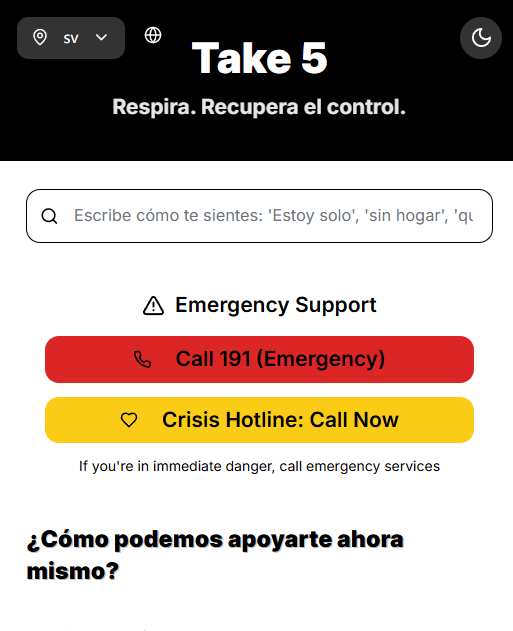 sv
Take 5
Respira. Recupera el control.
Escribe cómo te sientes: 'Estoy solo', 'sin hogar', 'qu
Emergency Support
Call 191 (Emergency)
Crisis Hotline: Call Now
If you're in immediate danger, call emergency services
¿Cómo podemos apoyarte ahora
mismo?